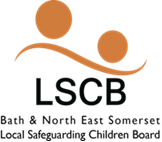 LSCB
Bath & North East Somerset
Local Safeguarding Children Board